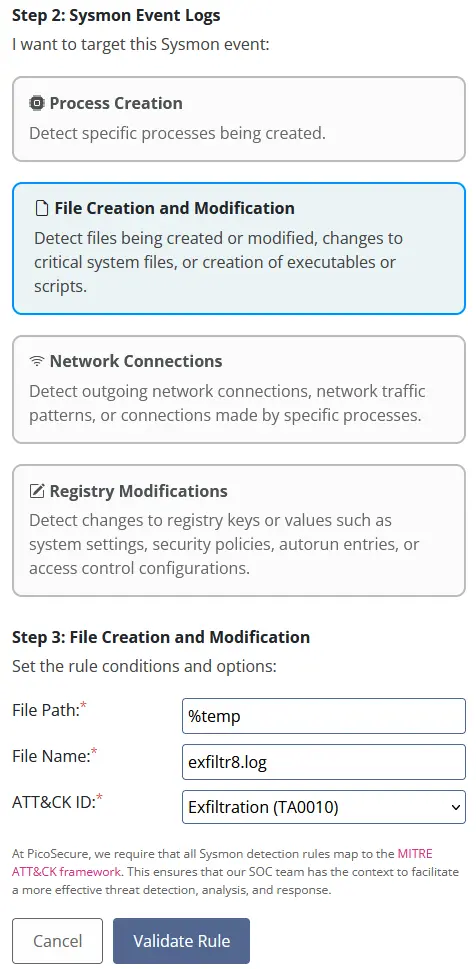 Step 2: Sysmon Event Logs
I want to target this Sysmon event:
Process Creation
Detect specific processes being created.
File Creation and Modification
Detect files being created or modified, changes to
critical system files, or creation of executables or
scripts.
Network Connections
Detect outgoing network connections, network traffic
patterns, or connections made by specific processes.
Registry Modifications
Detect changes to registry keys or values such as
system settings, security policies, autorun entries, or
access control configurations.
Step 3: File Creation and Modification
Set the rule conditions and options:
File Path:* %temp
File Name:* exfiltr8.log
ATT&CK ID:* Exfiltration (TA0010)
At PicoSecure, we require that all Sysmon detection rules map to the MITRE
ATT&CK framework. This ensures that our SOC team has the context to facilitate
a more effective threat detection, analysis, and response.
Cancel Validate Rule